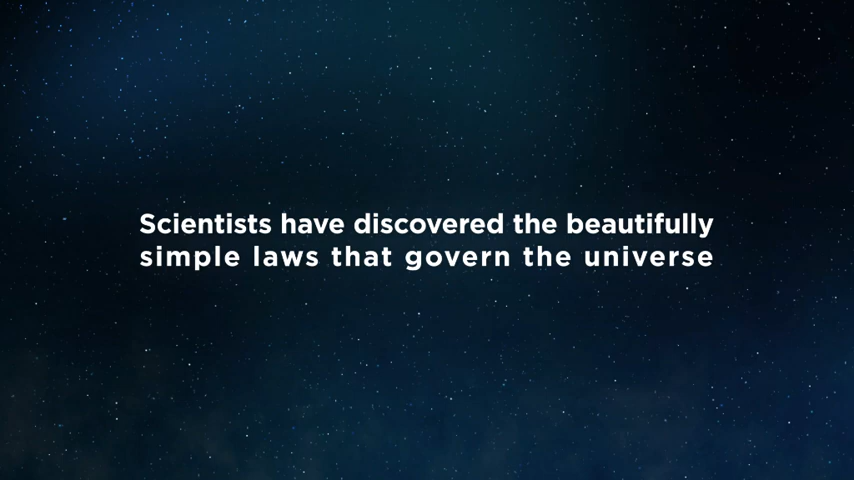 Scientists have discovered the beautifully
simple laws that govern the universe